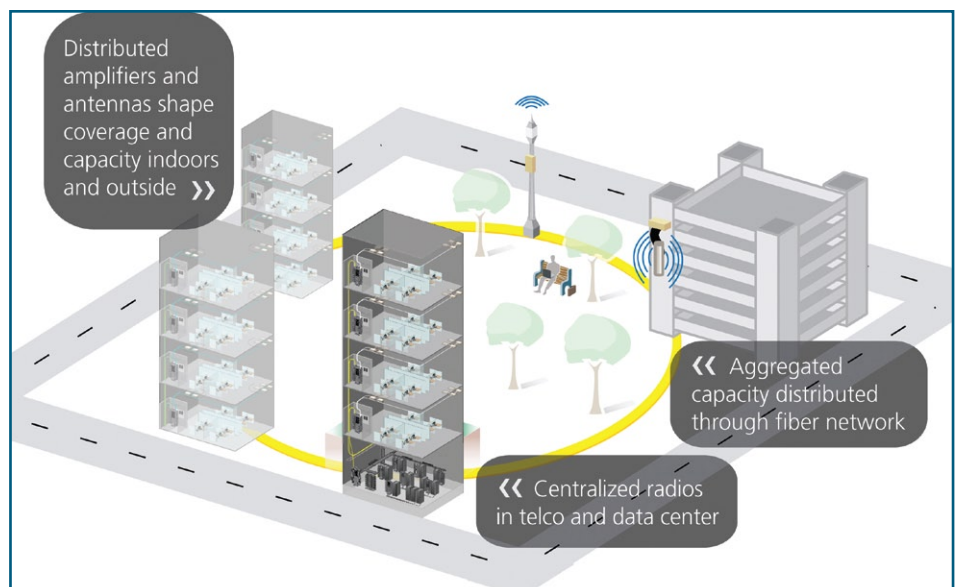 Distributed
amplifiers and
antennas shape
coverage and
capacity indoors
and outside ❯❯
❮❮ Aggregated
capacity distributed
through fiber network
❮❮ Centralized radios
in telco and data center